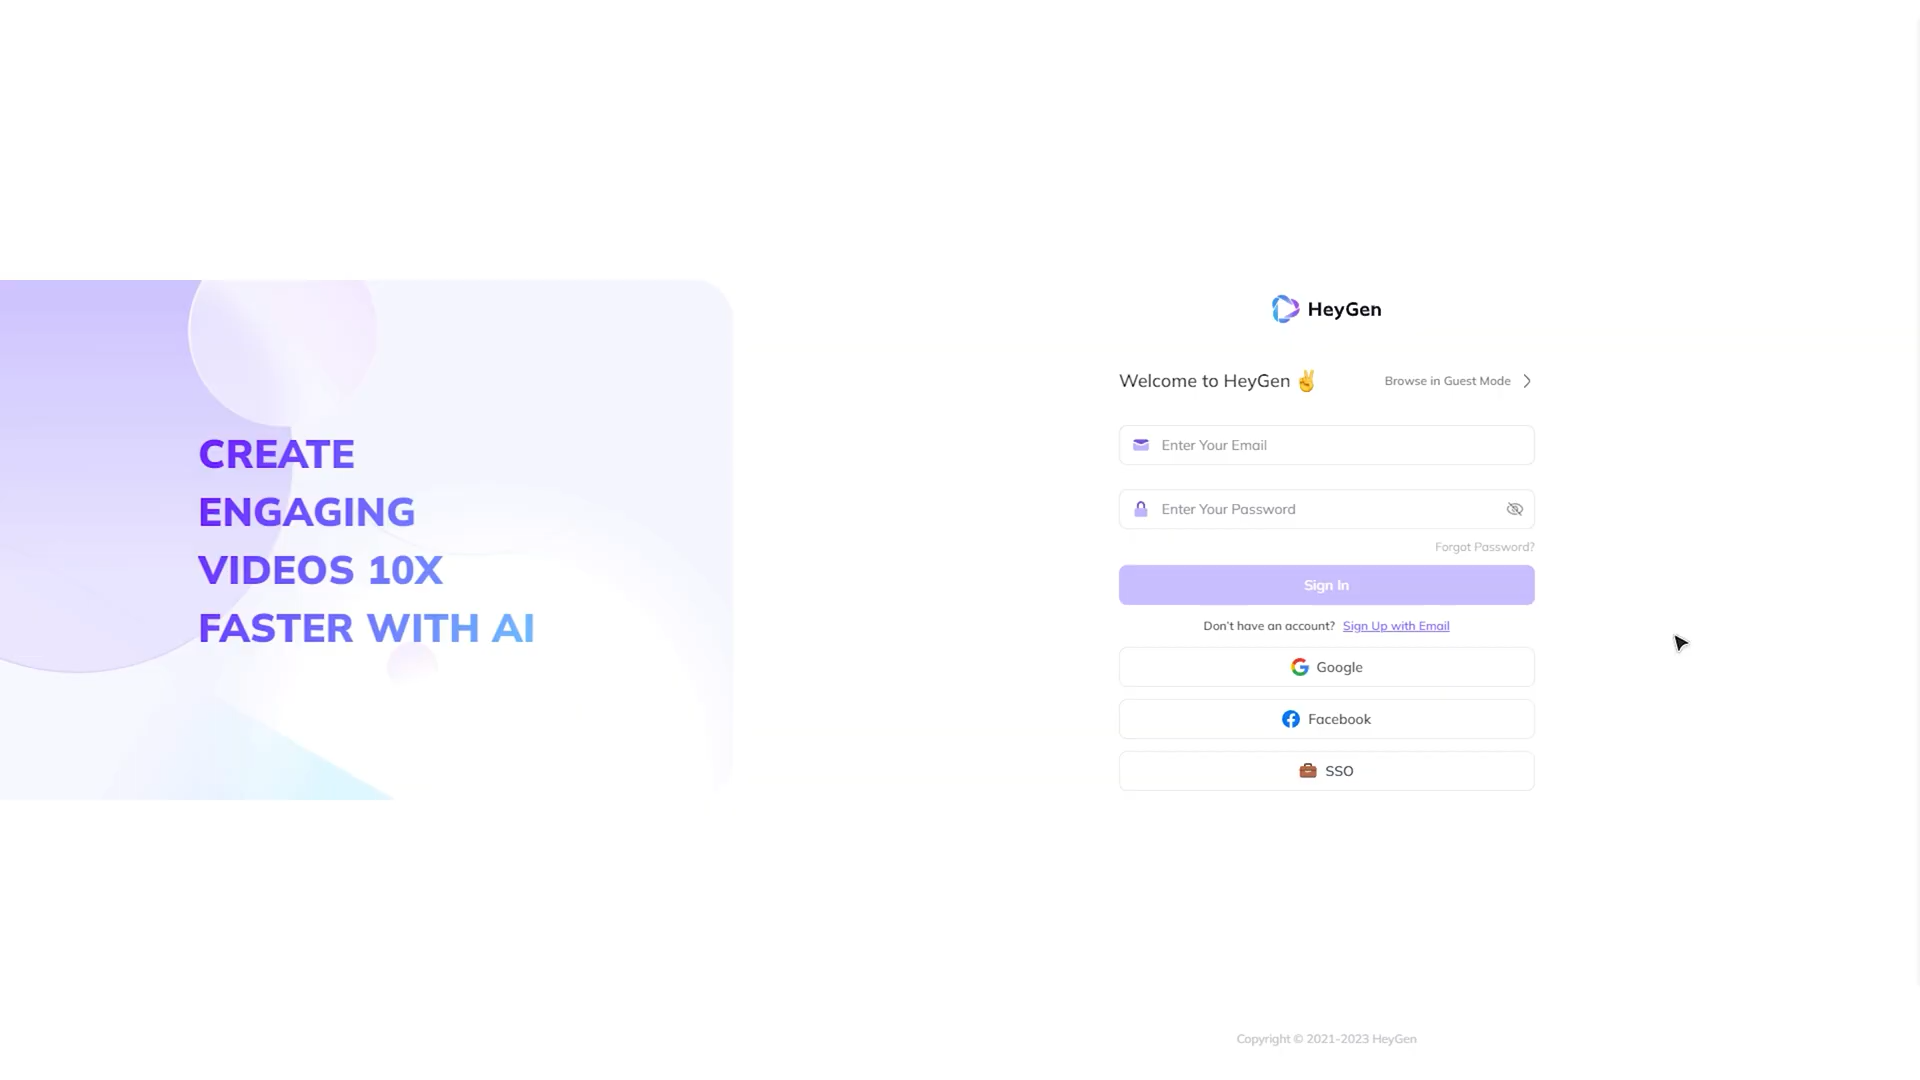 CREATE
ENGAGING
VIDEOS 10X
FASTER WITH AI
HeyGen
Welcome to HeyGen ✌
Browse in Guest Mode
Enter Your Email
Enter Your Password
Forgot Password?
Sign In
Don't have an account? Sign Up with Email
Google
Facebook
SSO
Copyright © 2021-2023 HeyGen